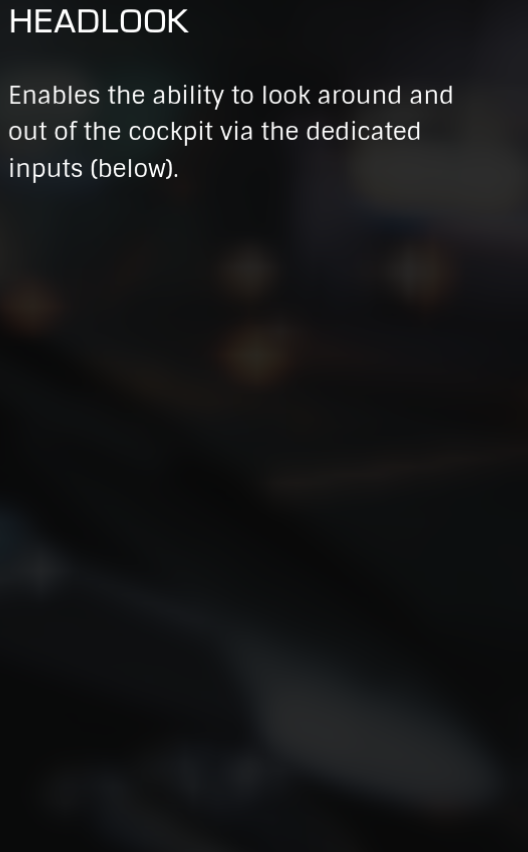 HEADLOOK
Enables the ability to look around and
out of the cockpit via the dedicated
inputs (below).